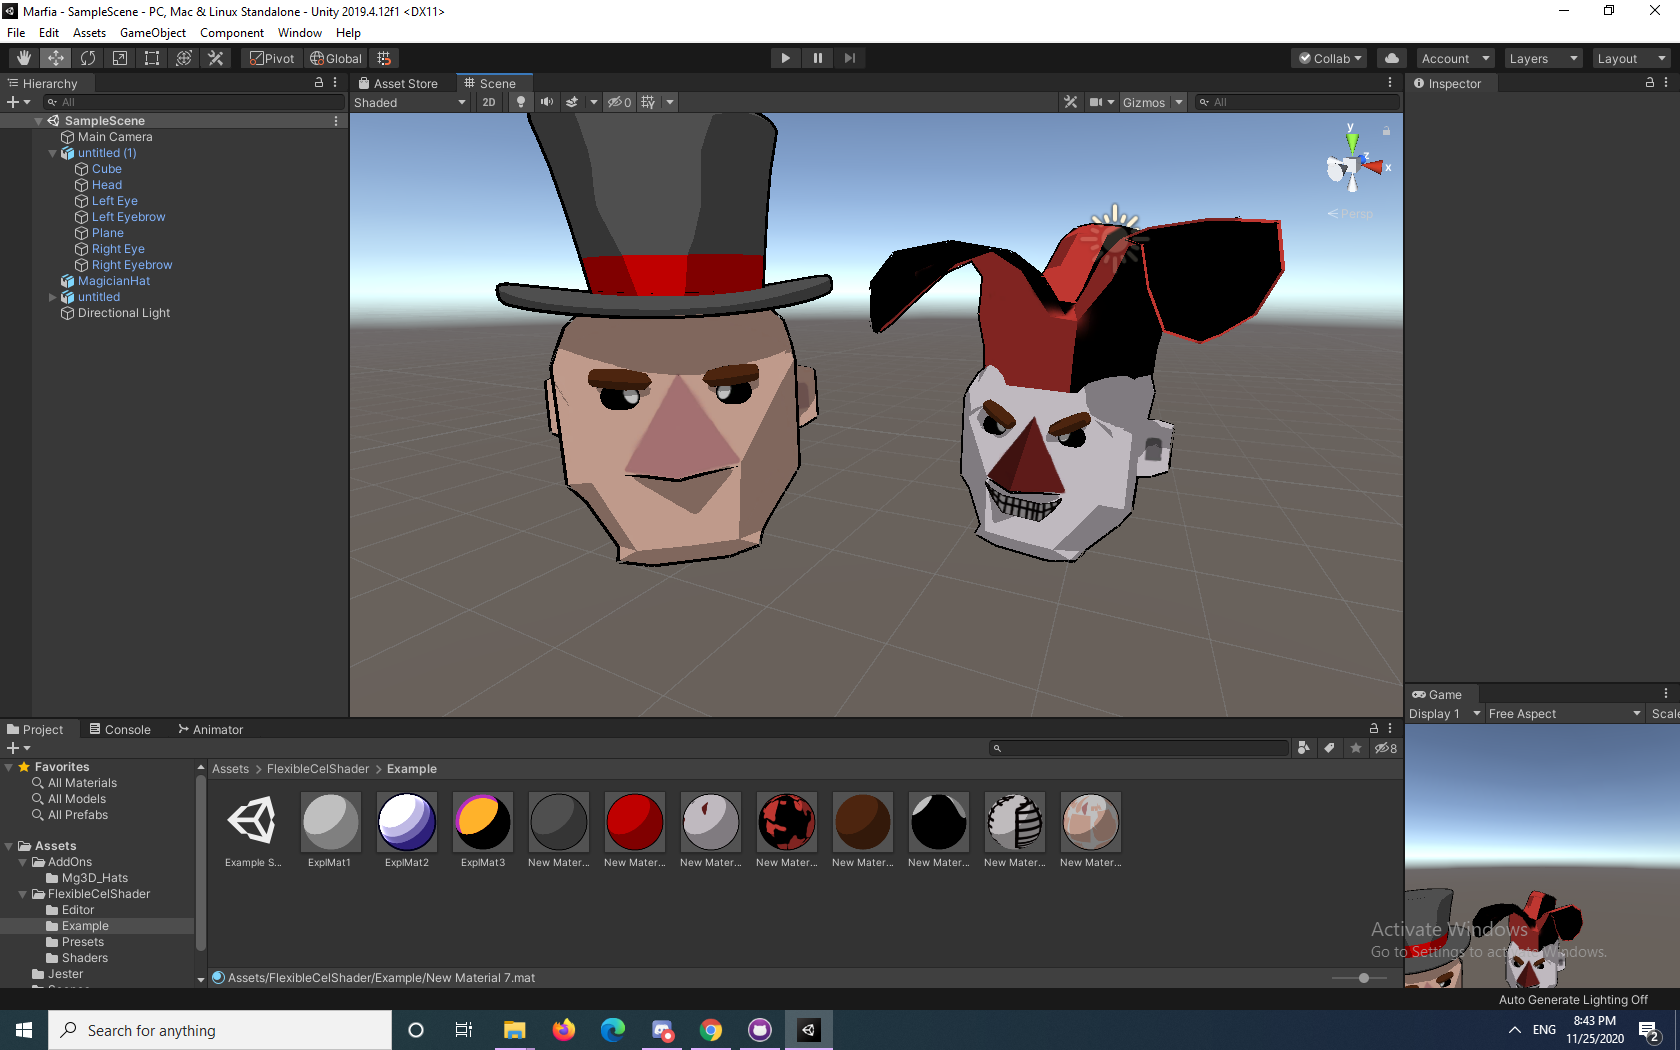 Marfia - SampleScene - PC, Mac & Linux Standalone - Unity 2019.4.12f1 <DX11>
File Edit Assets GameObject Component Window Help
Pivot Global Collab Account Layers Layout
Hierarchy
All
SampleScene
Main Camera
untitled (1)
Cube
Head
Left Eye
Left Eyebrow
Plane
Right Eye
Right Eyebrow
MagicianHat
untitled
Directional Light
Asset Store Scene
Shaded 2D 0 Gizmos All
y
z
x
Persp
Inspector
Game
Display 1 Free Aspect Scale
Project Console Animator
8
Favorites
All Materials
All Models
All Prefabs
Assets
AddOns
Mg3D_Hats
FlexibleCelShader
Editor
Example
Presets
Shaders
Jester
Assets > FlexibleCelShader > Example
Example S... ExplMat1 ExplMat2 ExplMat3 New Mater... New Mater... New Mater... New Mater... New Mater... New Mater... New Mater... New Mater...
Assets/FlexibleCelShader/Example/New Material 7.mat
Activate Windows
Go to Settings to activate Windows.
Auto Generate Lighting Off
Search for anything
ENG
8:43 PM
11/25/2020
2